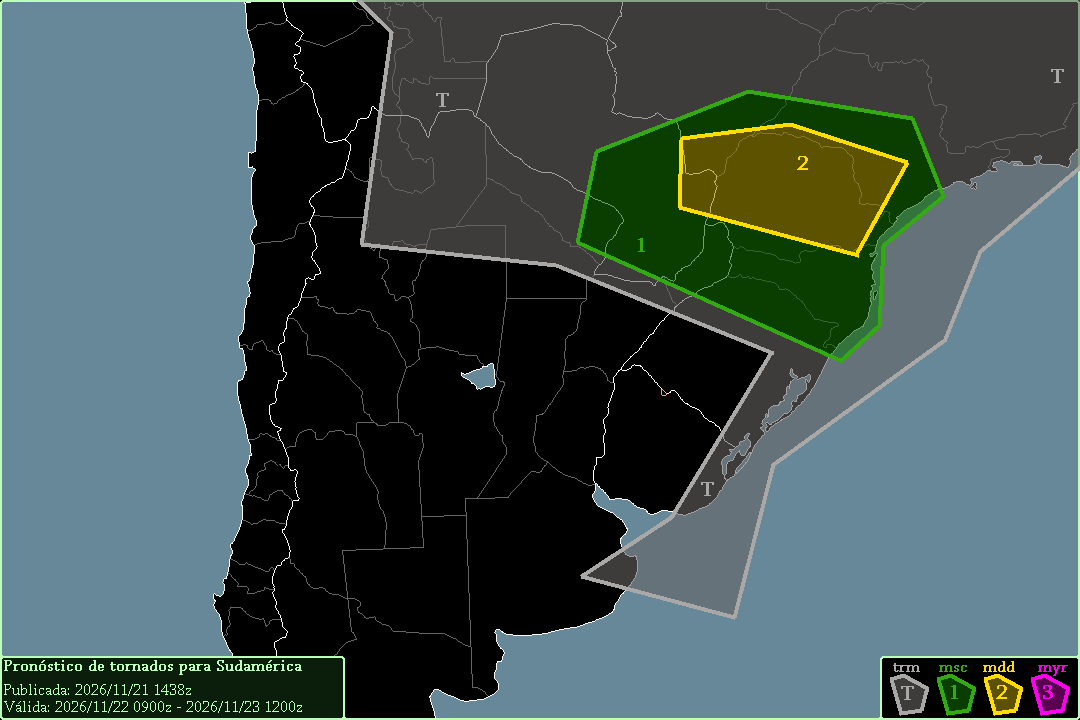 T
T
2
1
T
Pronóstico de tornados para Sudamérica
Publicada: 2026/11/21 1438z
Válida: 2026/11/22 0900z - 2026/11/23 1200z
trm msc mdd myr
T 1 2 3